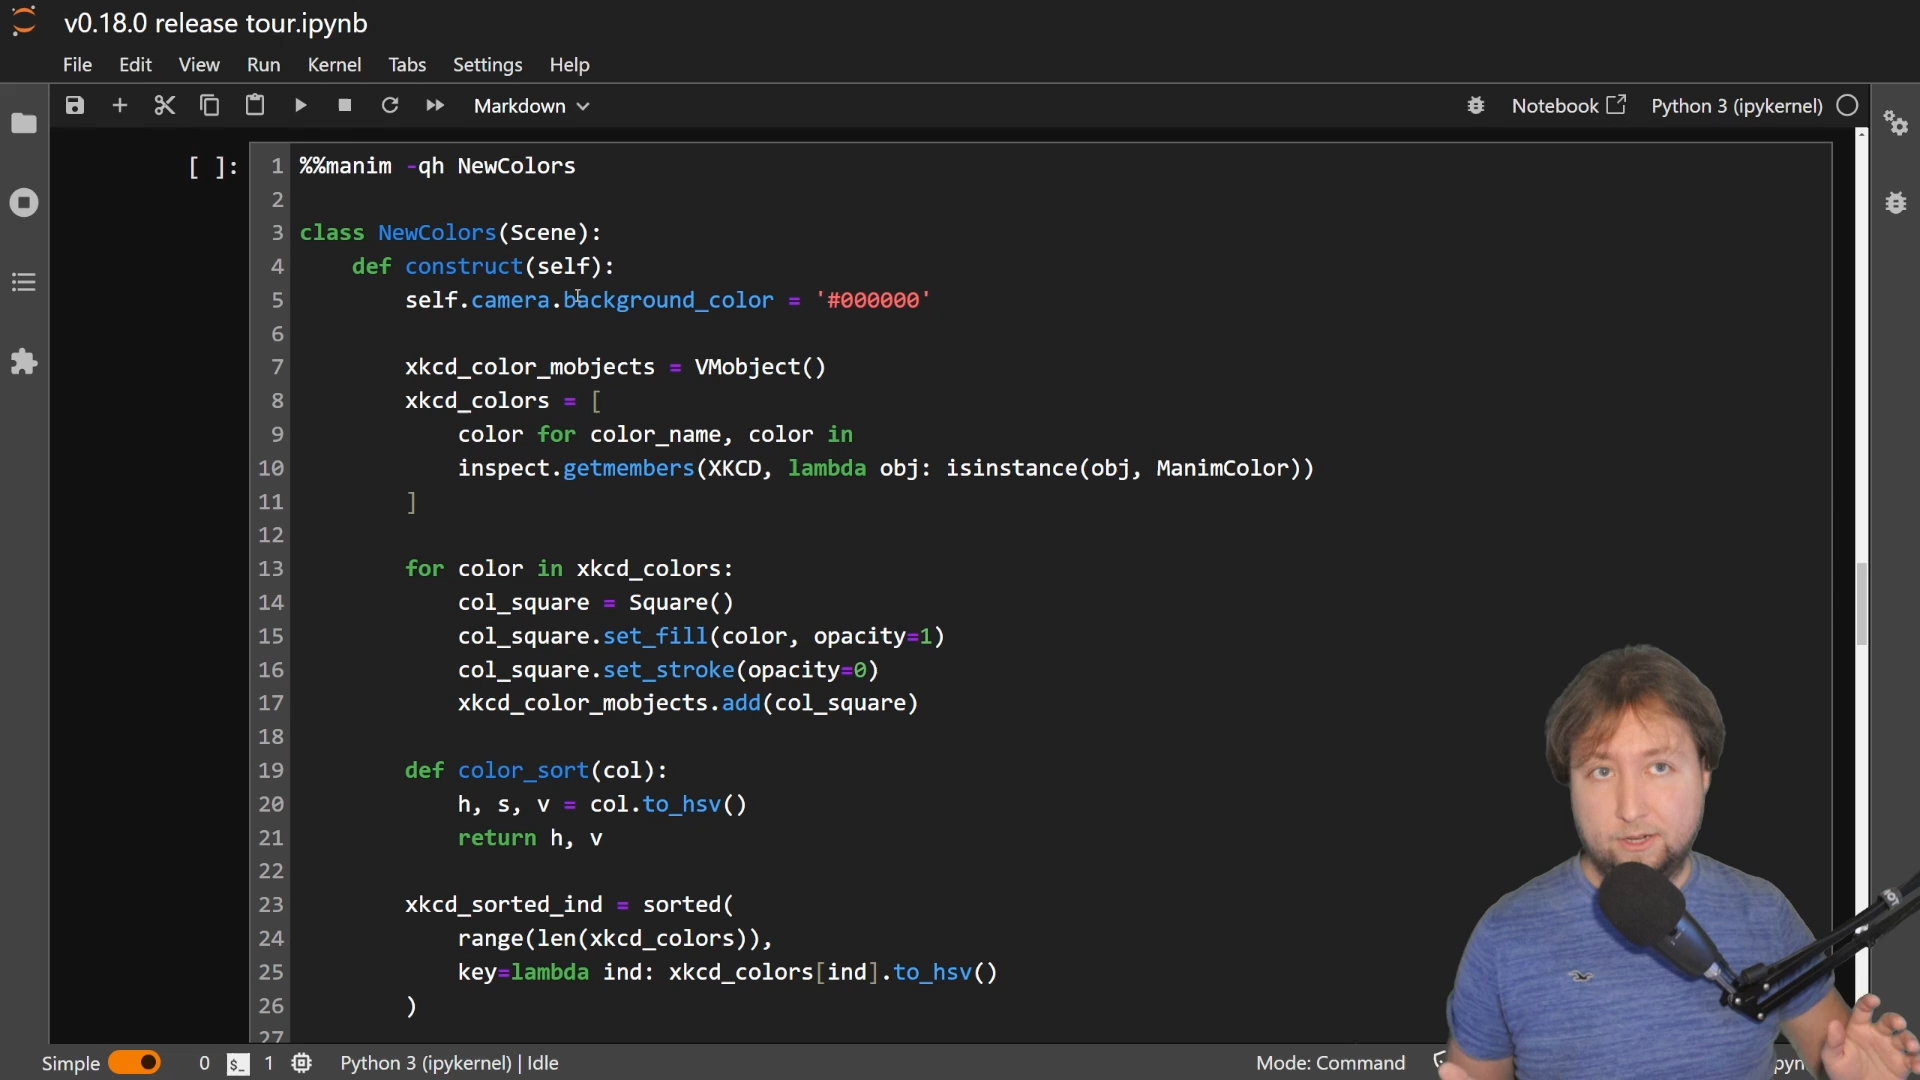 v0.18.0 release tour.ipynb
File Edit View Run Kernel Tabs Settings Help
Markdown Notebook Python 3 (ipykernel)
[ ]: 1 %%manim -qh NewColors
2
3 class NewColors(Scene):
4 def construct(self):
5 self.camera.background_color = '#000000'
6
7 xkcd_color_mobjects = VMobject()
8 xkcd_colors = [
9 color for color_name, color in
10 inspect.getmembers(XKCD, lambda obj: isinstance(obj, ManimColor))
11 ]
12
13 for color in xkcd_colors:
14 col_square = Square()
15 col_square.set_fill(color, opacity=1)
16 col_square.set_stroke(opacity=0)
17 xkcd_color_mobjects.add(col_square)
18
19 def color_sort(col):
20 h, s, v = col.to_hsv()
21 return h, v
22
23 xkcd_sorted_ind = sorted(
24 range(len(xkcd_colors)),
25 key=lambda ind: xkcd_colors[ind].to_hsv()
26 )
27
Simple 0 $_ 1 Python 3 (ipykernel) | Idle Mode: Command